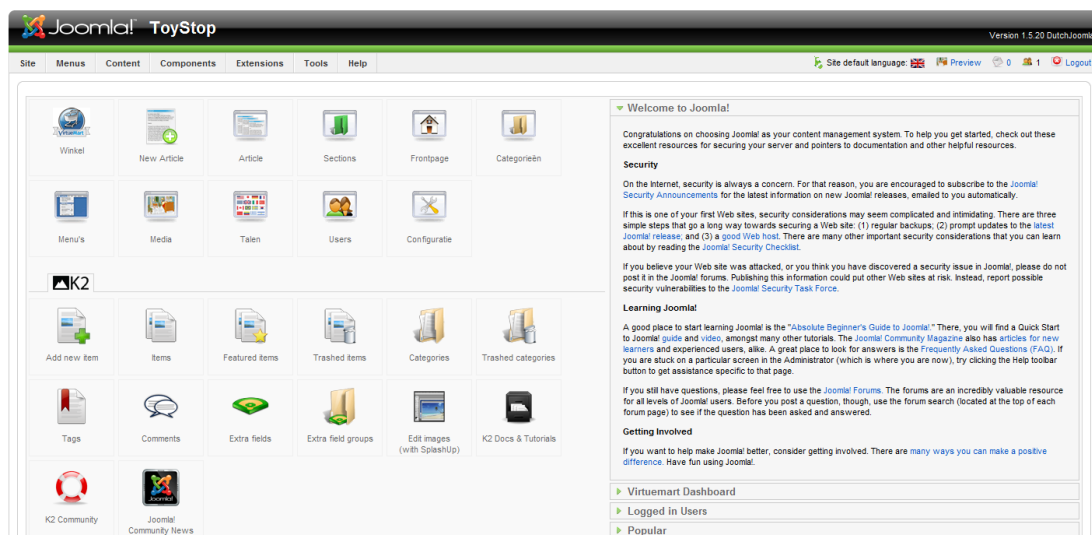 Joomla! ToyStop
Version 1.5.20 DutchJoomla
Site Menus Content Components Extensions Tools Help
Site default language: Preview 0 1 Logout
VirtueMart
Winkel
New Article
Article
Sections
Frontpage
Categorieën
Menu's
Media
Talen
Users
Configuratie
K2
Add new item
Items
Featured items
Trashed items
Categories
Trashed categories
Tags
Comments
Extra fields
Extra field groups
Edit images
(with SplashUp)
K2 Docs & Tutorials
K2 Community
Joomla!
Joomla!
Community News
Welcome to Joomla!
Congratulations on choosing Joomla! as your content management system. To help you get started, check out these
excellent resources for securing your server and pointers to documentation and other helpful resources.
Security
On the Internet, security is always a concern. For that reason, you are encouraged to subscribe to the Joomla!
Security Announcements for the latest information on new Joomla! releases, emailed to you automatically.
If this is one of your first Web sites, security considerations may seem complicated and intimidating. There are three
simple steps that go a long way towards securing a Web site: (1) regular backups; (2) prompt updates to the latest
Joomla! release; and (3) a good Web host. There are many other important security considerations that you can learn
about by reading the Joomla! Security Checklist.
If you believe your Web site was attacked, or you think you have discovered a security issue in Joomla!, please do not
post it in the Joomla! forums. Publishing this information could put other Web sites at risk. Instead, report possible
security vulnerabilities to the Joomla! Security Task Force.
Learning Joomla!
A good place to start learning Joomla! is the "Absolute Beginner's Guide to Joomla!." There, you will find a Quick Start
to Joomla! guide and video, amongst many other tutorials. The Joomla! Community Magazine also has articles for new
learners and experienced users, alike. A great place to look for answers is the Frequently Asked Questions (FAQ). If
you are stuck on a particular screen in the Administrator (which is where you are now), try clicking the Help toolbar
button to get assistance specific to that page.
If you still have questions, please feel free to use the Joomla! Forums. The forums are an incredibly valuable resource
for all levels of Joomla! users. Before you post a question, though, use the forum search (located at the top of each
forum page) to see if the question has been asked and answered.
Getting Involved
If you want to help make Joomla! better, consider getting involved. There are many ways you can make a positive
difference. Have fun using Joomla!.
Virtuemart Dashboard
Logged in Users
Popular